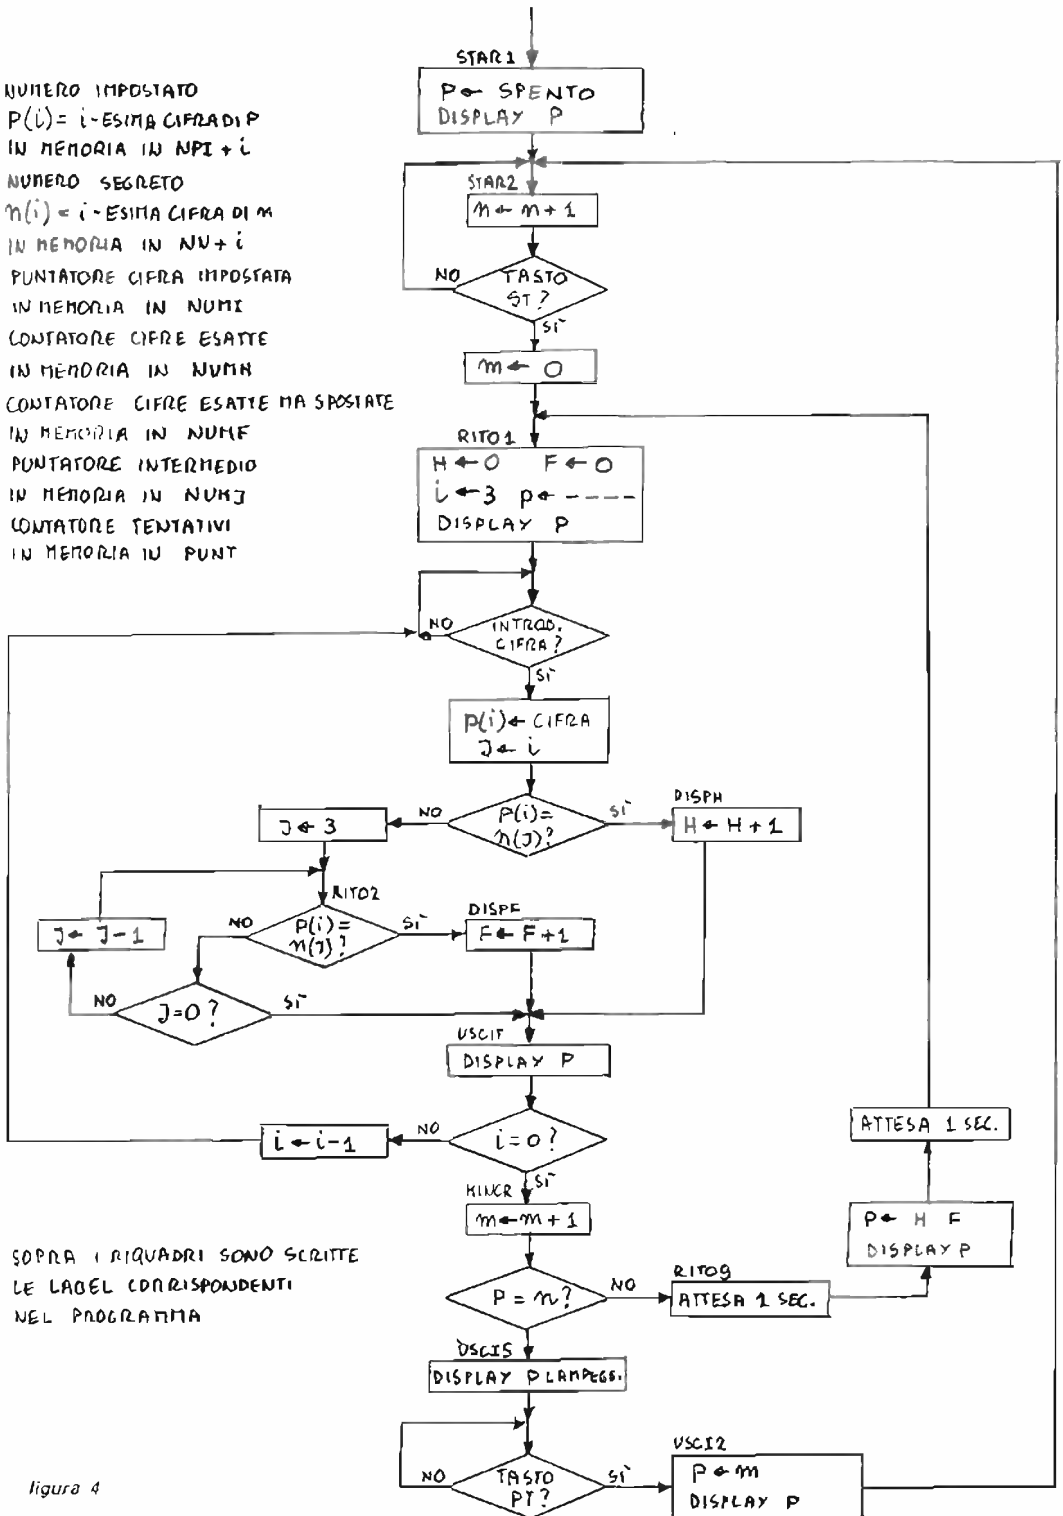 NUMERO IMPOSTATO
P(i) = i-ESIMA CIFRA DI P
IN MEMORIA IN NPI + i
NUMERO SEGRETO
n(i) = i-ESIMA CIFRA DI n
IN MEMORIA IN NU + i
PUNTATORE CIFRA IMPOSTATA
IN MEMORIA IN NUMI
CONTATORE CIFRE ESATTE
IN MEMORIA IN NUMH
CONTATORE CIFRE ESATTE MA SPOSTATE
IN MEMORIA IN NUMF
PUNTATORE INTERMEDIO
IN MEMORIA IN NUMJ
CONTATORE TENTATIVI
IN MEMORIA IN PUNT
STAR1
P ← SPENTO
DISPLAY P
STAR2
n ← n + 1
NO
TASTO
ST?
SI
m ← 0
RITO1
H ← 0 F ← 0
i ← 3 P ← ----
DISPLAY P
NO
INTROD.
CIFRA?
SI
P(i) ← CIFRA
J ← i
DISPH
J ← 3
NO
P(i) =
n(J)?
SI
H ← H + 1
RITO2
DISPF
J ← J-1
NO
P(i) =
n(J)?
SI
F ← F + 1
NO
J=0?
SI
USCIF
DISPLAY P
ATTESA 1 SEC.
i ← i-1
NO
i = 0?
SI
MINCR
m ← m + 1
P ← H F
DISPLAY P
SOPRA I RIQUADRI SONO SCRITTE
LE LABEL CORRISPONDENTI
NEL PROGRAMMA
P = n?
NO
RITO9
ATTESA 1 SEC.
USCI5
DISPLAY P LAMPEGG.
USCI2
NO
TASTO
PT?
SI
P ← m
DISPLAY P
figura 4